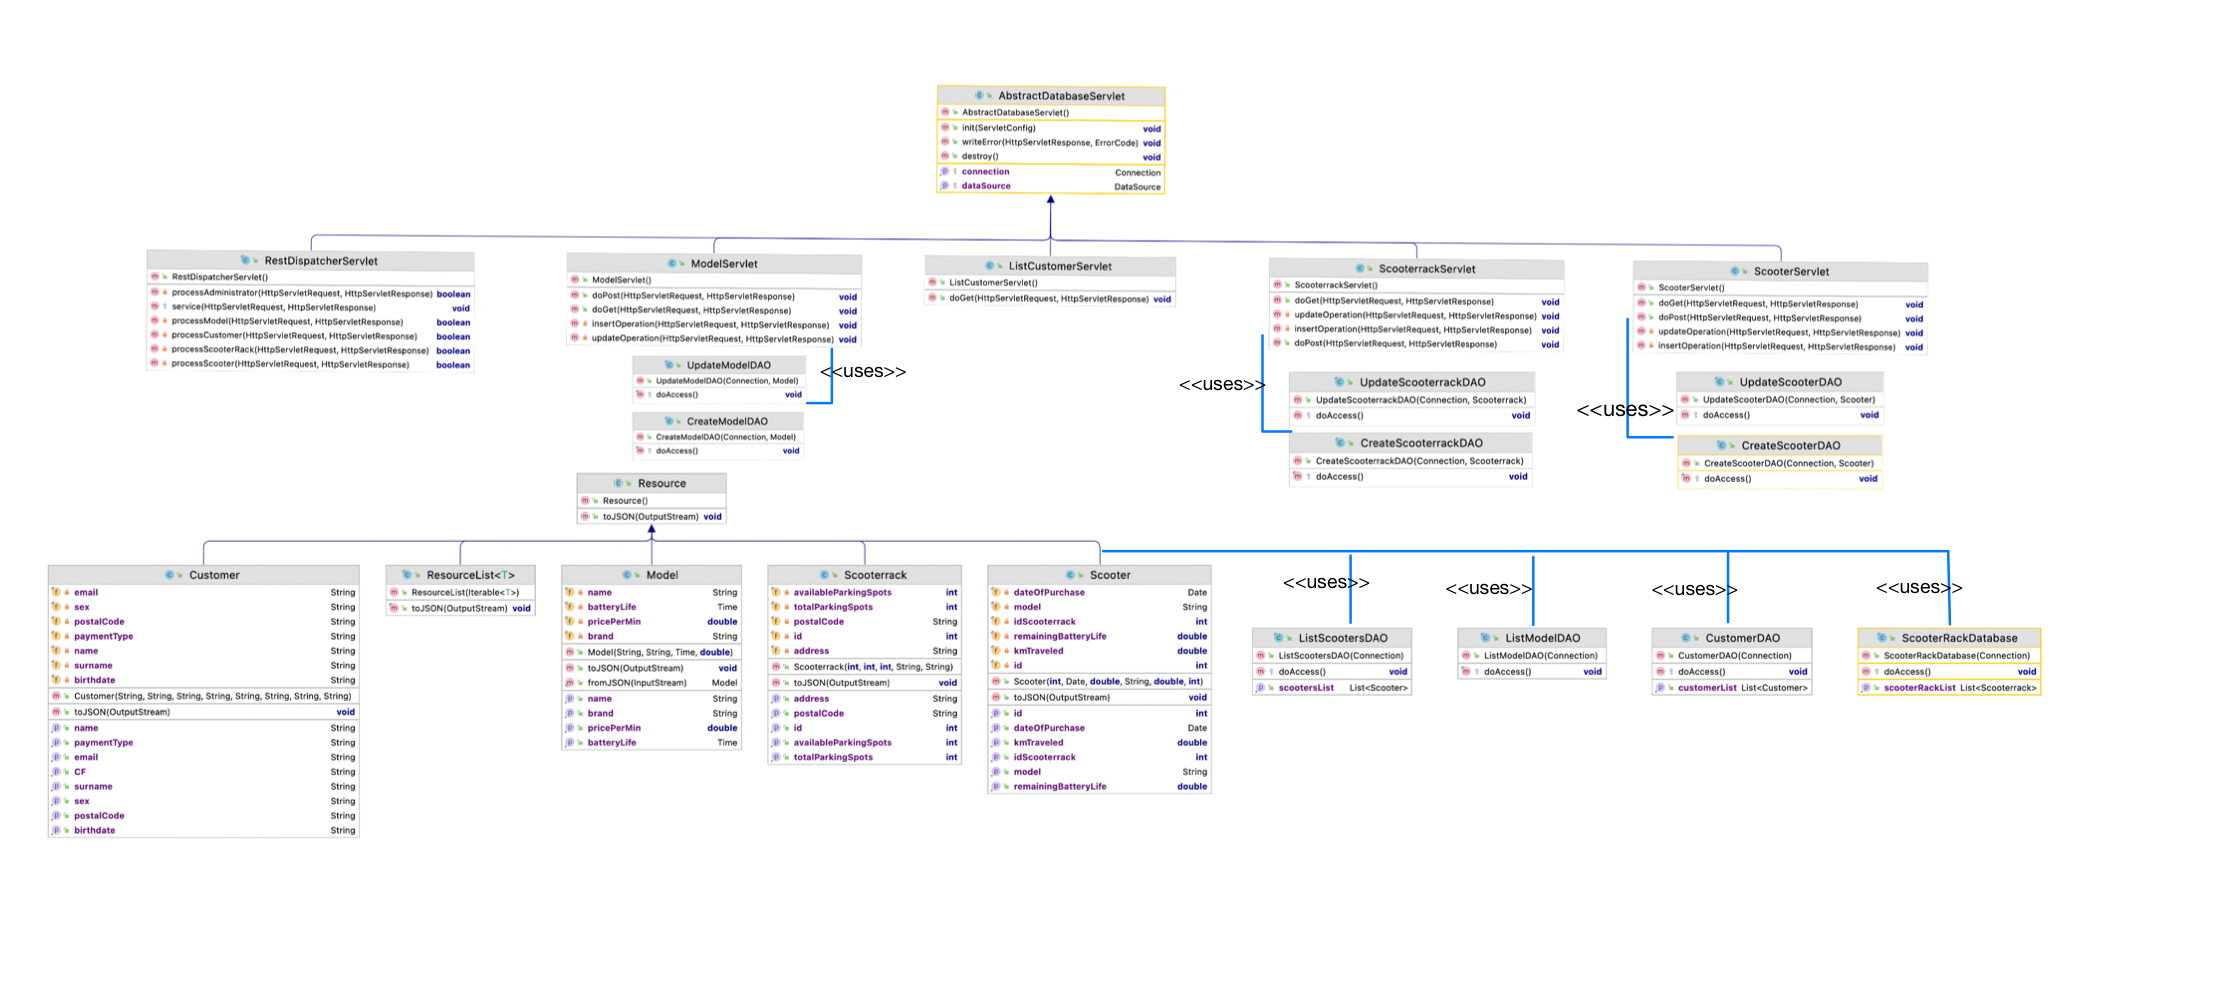 AbstractDatabaseServlet
AbstractDatabaseServlet()
init(ServletConfig) void
writeError(HttpServletResponse, ErrorCode) void
destroy() void
connection Connection
dataSource DataSource
RestDispatcherServlet
RestDispatcherServlet()
processAdministrator(HttpServletRequest, HttpServletResponse) boolean
service(HttpServletRequest, HttpServletResponse) void
processModel(HttpServletRequest, HttpServletResponse) boolean
processCustomer(HttpServletRequest, HttpServletResponse) boolean
processScooterRack(HttpServletRequest, HttpServletResponse) boolean
processScooter(HttpServletRequest, HttpServletResponse) boolean
ModelServlet
ModelServlet()
doPost(HttpServletRequest, HttpServletResponse) void
doGet(HttpServletRequest, HttpServletResponse) void
insertOperation(HttpServletRequest, HttpServletResponse) void
updateOperation(HttpServletRequest, HttpServletResponse) void
ListCustomerServlet
ListCustomerServlet()
doGet(HttpServletRequest, HttpServletResponse) void
ScooterrackServlet
ScooterrackServlet()
doGet(HttpServletRequest, HttpServletResponse) void
updateOperation(HttpServletRequest, HttpServletResponse) void
insertOperation(HttpServletRequest, HttpServletResponse) void
doPost(HttpServletRequest, HttpServletResponse) void
ScooterServlet
ScooterServlet()
doGet(HttpServletRequest, HttpServletResponse) void
doPost(HttpServletRequest, HttpServletResponse) void
updateOperation(HttpServletRequest, HttpServletResponse) void
insertOperation(HttpServletRequest, HttpServletResponse) void
UpdateModelDAO
UpdateModelDAO(Connection, Model)
doAccess() void
<<uses>>
CreateModelDAO
CreateModelDAO(Connection, Model)
doAccess() void
<<uses>>
UpdateScooterrackDAO
UpdateScooterrackDAO(Connection, Scooterrack)
doAccess() void
CreateScooterrackDAO
CreateScooterrackDAO(Connection, Scooterrack)
doAccess() void
<<uses>>
UpdateScooterDAO
UpdateScooterDAO(Connection, Scooter)
doAccess() void
CreateScooterDAO
CreateScooterDAO(Connection, Scooter)
doAccess() void
Resource
Resource()
toJSON(OutputStream) void
Customer
email String
sex String
postalCode String
paymentType String
name String
surname String
birthdate String
Customer(String, String, String, String, String, String, String, String)
toJSON(OutputStream) void
name String
paymentType String
email String
CF String
surname String
sex String
postalCode String
birthdate String
ResourceList<T>
ResourceList(Iterable<T>)
toJSON(OutputStream) void
Model
name String
batteryLife Time
pricePerMin double
brand String
Model(String, String, Time, double)
toJSON(OutputStream) void
fromJSON(InputStream) Model
name String
brand String
pricePerMin double
batteryLife Time
Scooterrack
availableParkingSpots int
totalParkingSpots int
postalCode String
id int
address String
Scooterrack(int, int, int, String, String)
toJSON(OutputStream) void
address String
postalCode String
id int
availableParkingSpots int
totalParkingSpots int
Scooter
dateOfPurchase Date
model String
idScooterrack int
remainingBatteryLife double
kmTraveled double
id int
Scooter(int, Date, double, String, double, int)
toJSON(OutputStream) void
id int
dateOfPurchase Date
kmTraveled double
idScooterrack int
model String
remainingBatteryLife double
<<uses>>
<<uses>>
<<uses>>
<<uses>>
ListScootersDAO
ListScootersDAO(Connection)
doAccess() void
scootersList List<Scooter>
ListModelDAO
ListModelDAO(Connection)
doAccess() void
CustomerDAO
CustomerDAO(Connection)
doAccess() void
customerList List<Customer>
ScooterRackDatabase
ScooterRackDatabase(Connection)
doAccess() void
scooterRackList List<Scooterrack>